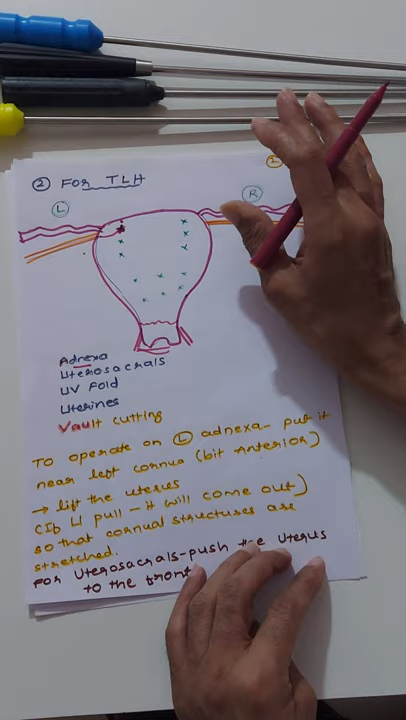 ② FOR TLH
L
R
Adnexa
Uterosacrals
UV Fold
Uterines
Vault cutting
TO operate on Ⓛ adnexa- put it
near left cornua (bit Anterior)
→ lift the uterus
(Ib U pull - it will come out)
so that cornual structures are
stretched.
FOR Uterosacrals-push the Uterus
to the front